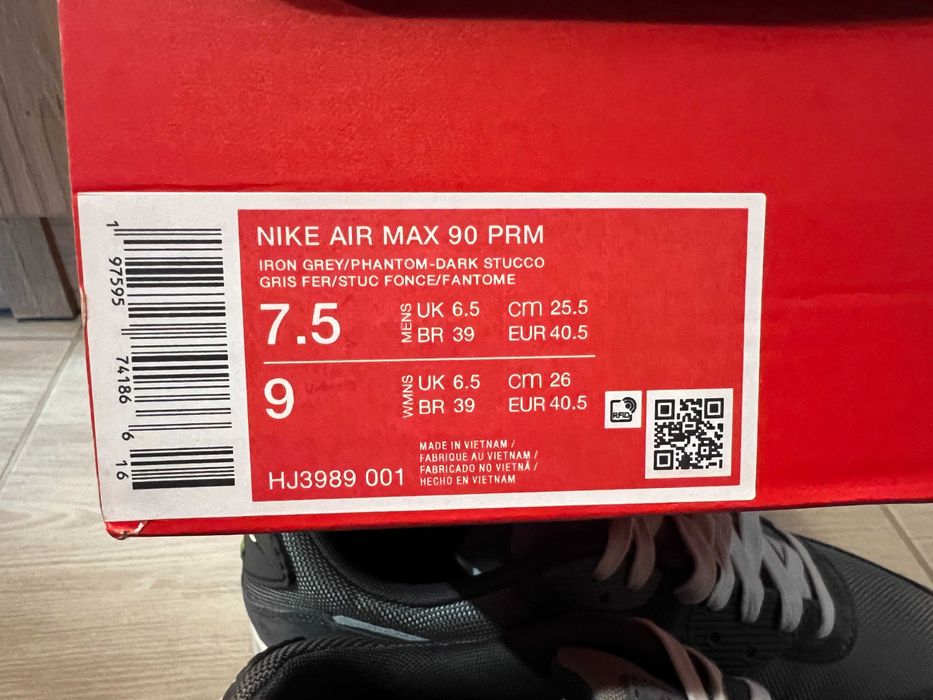 NIKE AIR MAX 90 PRM
IRON GREY/PHANTOM-DARK STUCCO
GRIS FER/STUC FONCE/FANTOME
7.5
MENS
UK 6.5 cm 25.5
BR 39 EUR 40.5
9
WMNS
UK 6.5 cm 26
BR 39 EUR 40.5
RFID
HJ3989 001
MADE IN VIETNAM /
FABRIQUE AU VIETNAM /
FABRICADO NO VIETNÃ /
HECHO EN VIETNAM
1 97595 74186 6 16